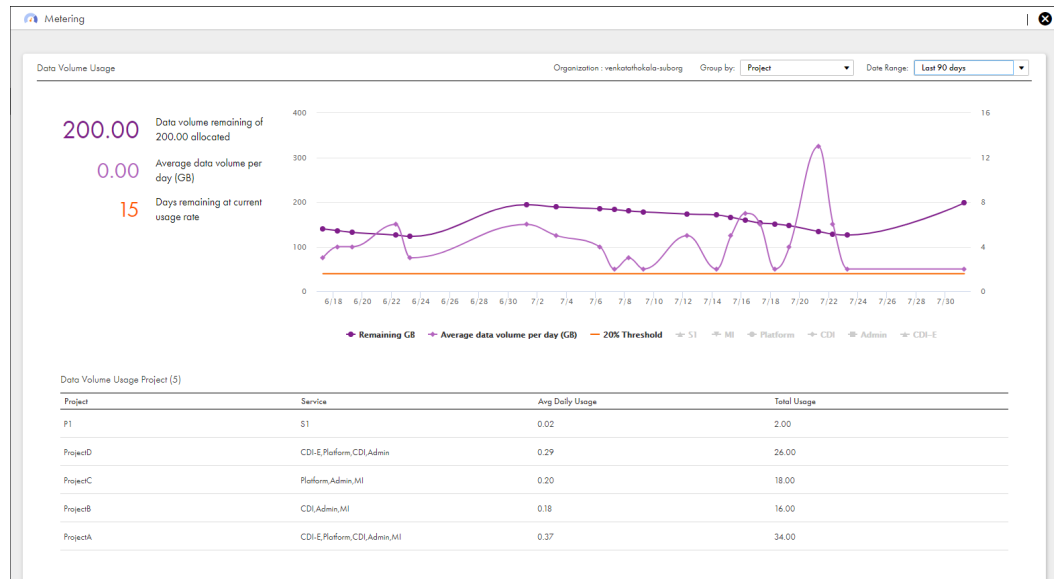 Metering
Data Volume Usage
Organization : venkatathokala-suborg Group by: Project Date Range: Last 90 days
200.00 Data volume remaining of 200.00 allocated
0.00 Average data volume per day (GB)
15 Days remaining at current usage rate
400 16
300 12
200 8
100 4
0 0
6/18 6/20 6/22 6/24 6/26 6/28 6/30 7/2 7/4 7/6 7/8 7/10 7/12 7/14 7/16 7/18 7/20 7/22 7/24 7/26 7/28 7/30
Remaining GB Average data volume per day (GB) 20% Threshold S1 MI Platform CDI Admin CDI-E
Data Volume Usage Project (5)
Project Service Avg Daily Usage Total Usage
P1 S1 0.02 2.00
ProjectD CDI-E,Platform,CDI,Admin 0.29 26.00
ProjectC Platform,Admin,MI 0.20 18.00
ProjectB CDI,Admin,MI 0.18 16.00
ProjectA CDI-E,Platform,CDI,Admin,MI 0.37 34.00